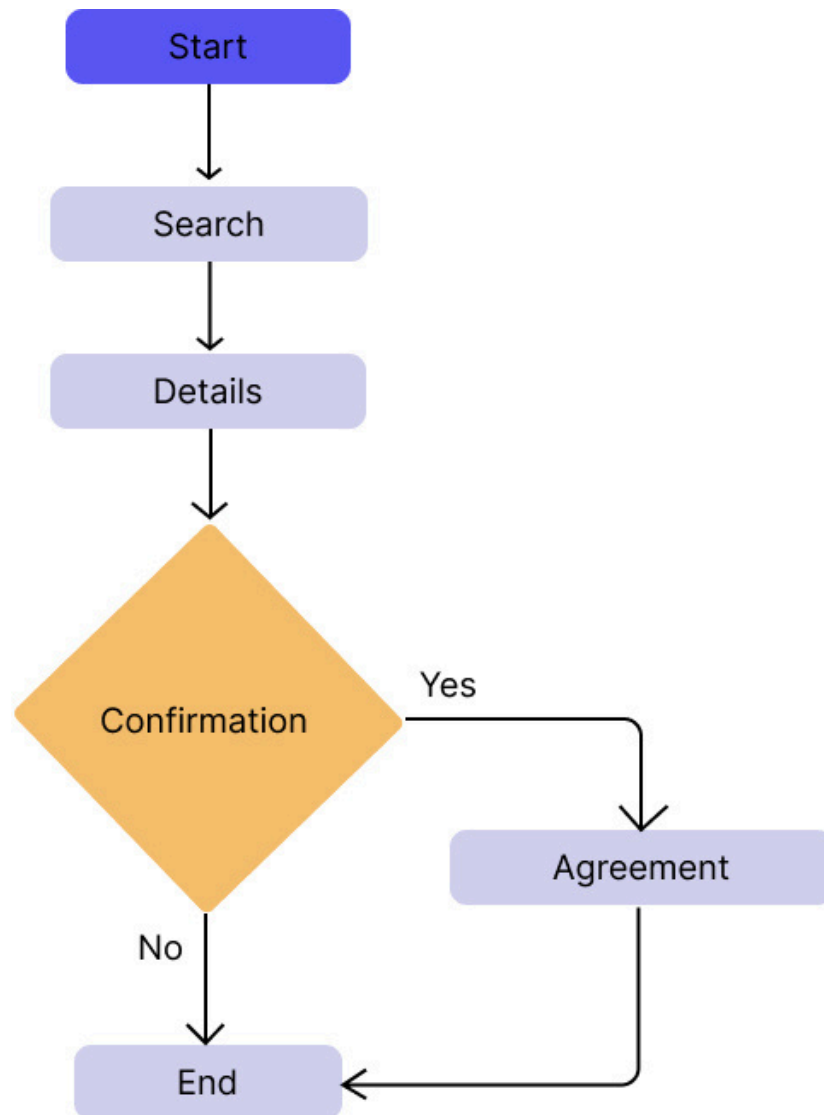 Start
Search
Details
Yes
Confirmation
Agreement
No
End